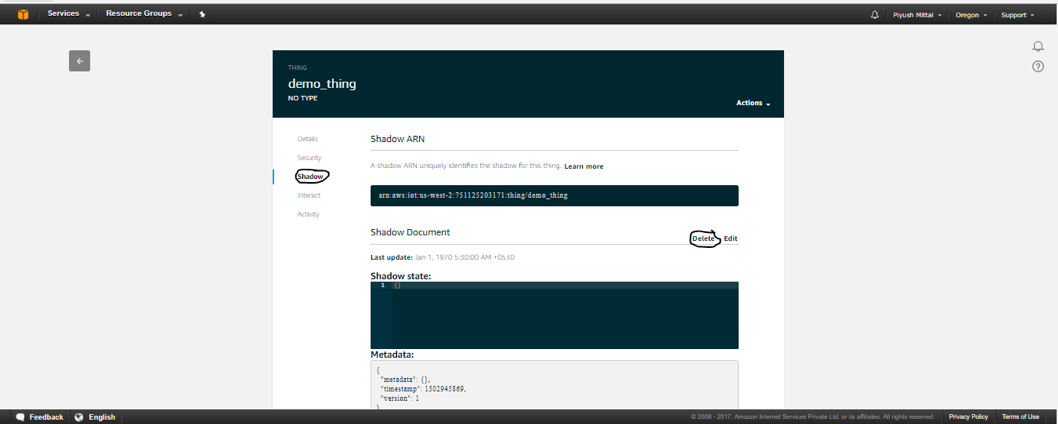 Services Resource Groups Piyush Mittal Oregon Support
THING
demo_thing
NO TYPE
Actions
Details
Security
Shadow
Interact
Activity
Shadow ARN
A shadow ARN uniquely identifies the shadow for this thing. Learn more
arn:aws:iot:us-west-2:751125203171:thing/demo_thing
Shadow Document
Delete Edit
Last update: Jan 1, 1970 5:30:00 AM +0530
Shadow state:
1 {}
Metadata:
{
"metadata": {},
"timestamp": 1502945869,
"version": 1
}
Feedback English © 2008 - 2017, Amazon Internet Services Private Ltd. or its affiliates. All rights reserved. Privacy Policy Terms of Use